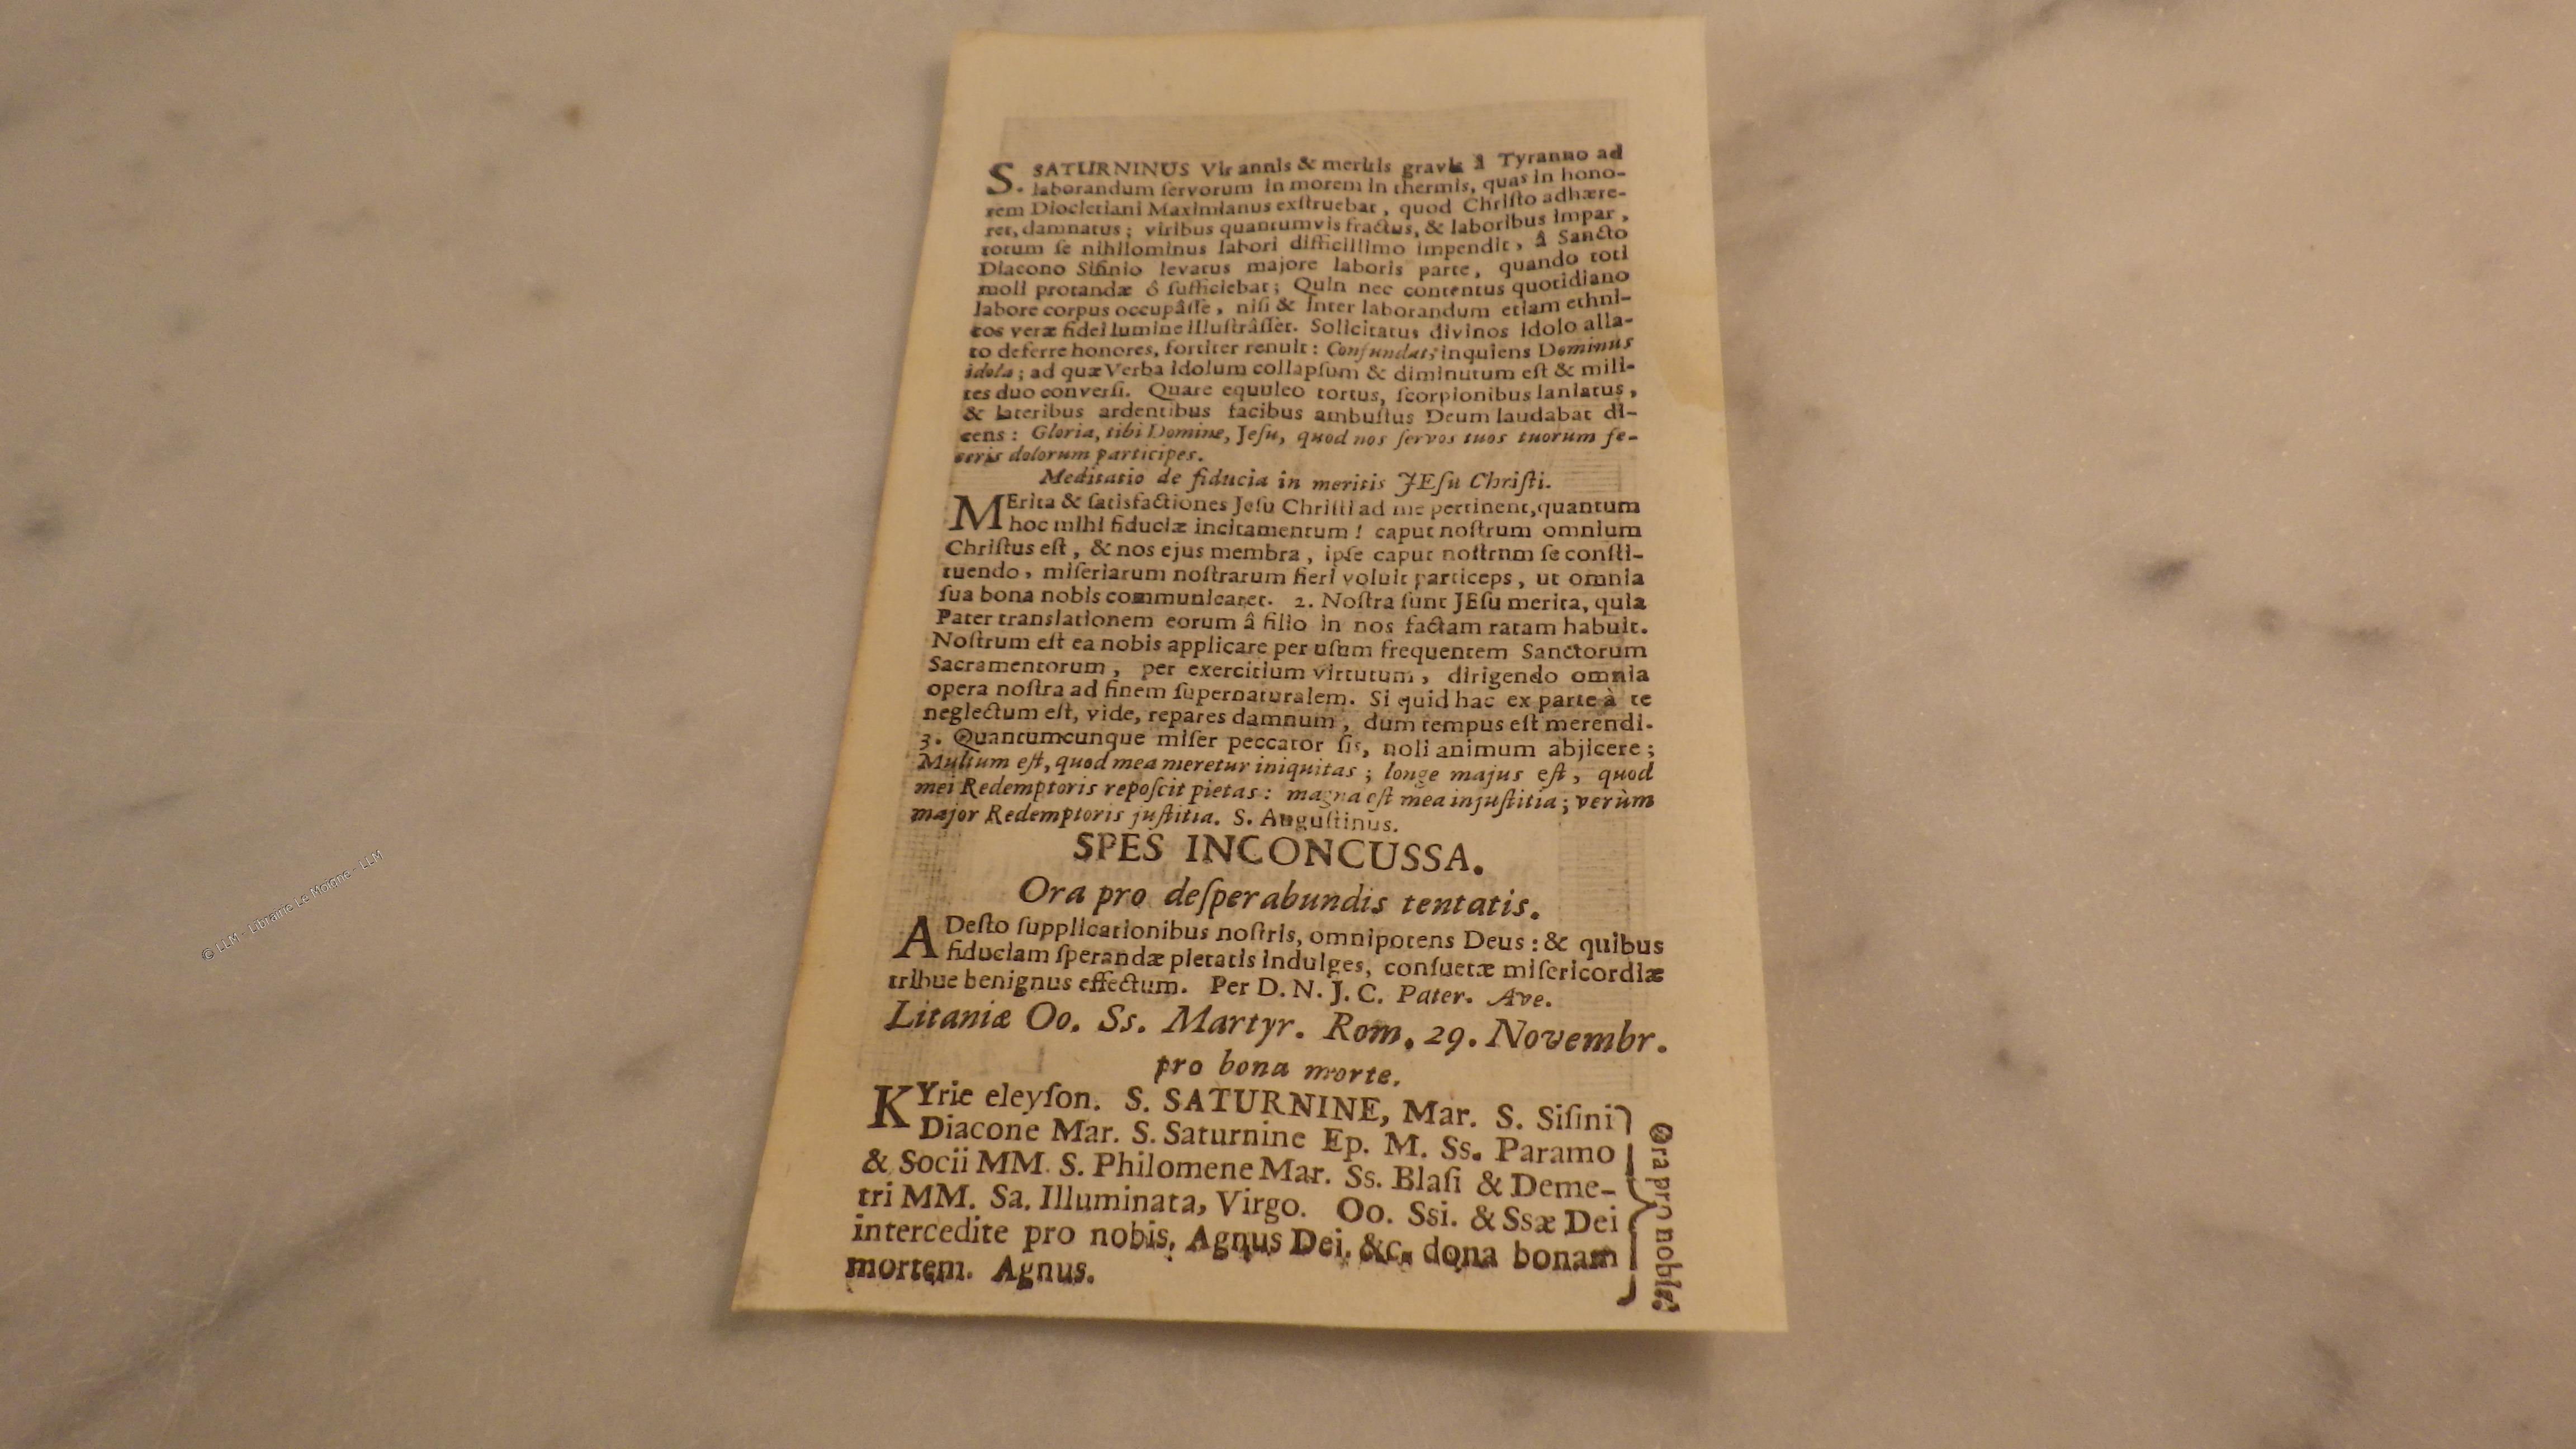 S. SATURNINUS Vir annis & meritis gravis â Tyranno ad
laborandum ſervorum in morem in thermis, quas in hono-
rem Diocletiani Maximianus exſtruebat, quod Chriſto adhære-
ret, damnatus; viribus quantumvis fractus, & laboribus impar,
totum ſe nihilominus labori difficillimo impendit, â Sancto
Diacono Siſinio levatus majore laboris parte, quando toti
moli protandæ ô ſufficiebat; Quin nec contentus quotidiano
labore corpus occupâſſe, niſi & inter laborandum etiam ethni-
cos veræ fidei lumine illuſtrâſſet. Solicitatus divinos idolo alla-
to deferre honores, fortiter renuit: Confundat; inquiens Dominus
idola; ad quæ Verba idolum collapſum & diminutum eſt & mili-
tes duo converſi. Quare equuleo tortus, ſcorpionibus laniatus,
& lateribus ardentibus facibus ambuſtus Deum laudabat di-
cens: Gloria, tibi Domine, Jeſu, quod nos ſervos tuos tuorum fe-
ceris dolorum participes.
Meditatio de fiducia in meritis JEſu Chriſti.
MErita & ſatisfactiones Jeſu Chriſti ad me pertinent, quantum
hoc mihi fiduciæ incitamentum! caput noſtrum omnium
Chriſtus eſt, & nos ejus membra, ipſe caput noſtrnm ſe conſti-
tuendo, miſeriarum noſtrarum fieri voluit particeps, ut omnia
ſua bona nobis communicaret. 2. Noſtra ſunt JEſu merita, quia
Pater translationem eorum â filio in nos factam ratam habuit.
Noſtrum eſt ea nobis applicare per uſum frequentem Sanctorum
Sacramentorum, per exercitium virtutum, dirigendo omnia
opera noſtra ad finem ſupernaturalem. Si quid hac ex parte à te
neglectum eſt, vide, repares damnum, dum tempus eſt merendi.
3. Quantumcunque miſer peccator ſis, noli animum abjicere;
Multum eſt, quod mea meretur iniquitas; longe majus eſt, quod
mei Redemptoris repoſcit pietas: magna eſt mea injuſtitia; verùm
major Redemptoris juſtitia. S. Auguſtinus.
SPES INCONCUSSA.
Ora pro deſperabundis tentatis.
ADeſto ſupplicationibus noſtris, omnipotens Deus: & quibus
fiduciam ſperandæ pietatis indulges, conſuetæ miſericordiæ
tribue benignus effectum. Per D. N. J. C. Pater. Ave.
Litaniæ Oo. Ss. Martyr. Rom. 29. Novembr.
pro bona morte.
KYrie eleyſon. S. SATURNINE, Mar. S. Siſini
Diacone Mar. S. Saturnine Ep. M. Ss. Paramo
& Socii MM. S. Philomene Mar. Ss. Blaſi & Deme-
tri MM. Sa. Illuminata, Virgo. Oo. Ssi. & Ssæ Dei
intercedite pro nobis. Agnus Dei. &c. dona bonam
mortem. Agnus.
Ora pro nobis.
© LLM - Librairie Le Moigne - LLM